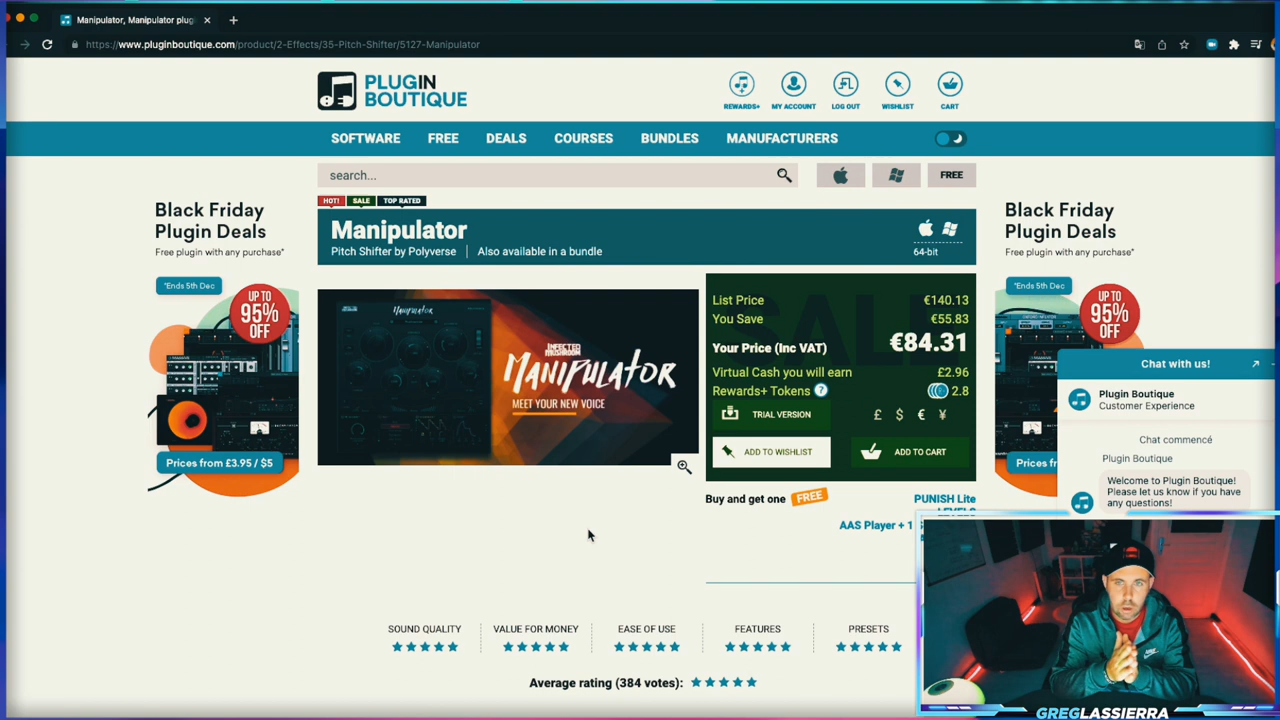 Manipulator, Manipulator plug
https://www.pluginboutique.com/product/2-Effects/35-Pitch-Shifter/5127-Manipulator
PLUGIN
BOUTIQUE
REWARDS+ MY ACCOUNT LOG OUT WISHLIST CART
SOFTWARE FREE DEALS COURSES BUNDLES MANUFACTURERS
search...
FREE
HOT! SALE TOP RATED
Manipulator
Pitch Shifter by Polyverse | Also available in a bundle
64-bit
Black Friday
Plugin Deals
Free plugin with any purchase*
*Ends 5th Dec
UP TO
95%
OFF
Prices from £3.95 / $5
MANIPULATOR
INFECTED
MUSHROOM
MANIPULATOR
MEET YOUR NEW VOICE
SALE
List Price €140.13
You Save €55.83
Your Price (Inc VAT) €84.31
Virtual Cash you will earn £2.96
Rewards+ Tokens ? 2.8
TRIAL VERSION £ $ € ¥
ADD TO WISHLIST ADD TO CART
Buy and get one FREE PUNISH Lite
AAS Player + 1
Black Friday
Plugin Deals
Free plugin with any purchase*
*Ends 5th Dec
UP TO
95%
OFF
Prices fr
Chat with us!
Plugin Boutique
Customer Experience
Chat commencé
Plugin Boutique
Welcome to Plugin Boutique!
Please let us know if you have
any questions!
SOUND QUALITY VALUE FOR MONEY EASE OF USE FEATURES PRESETS
Average rating (384 votes):
GREGLASSIERRA